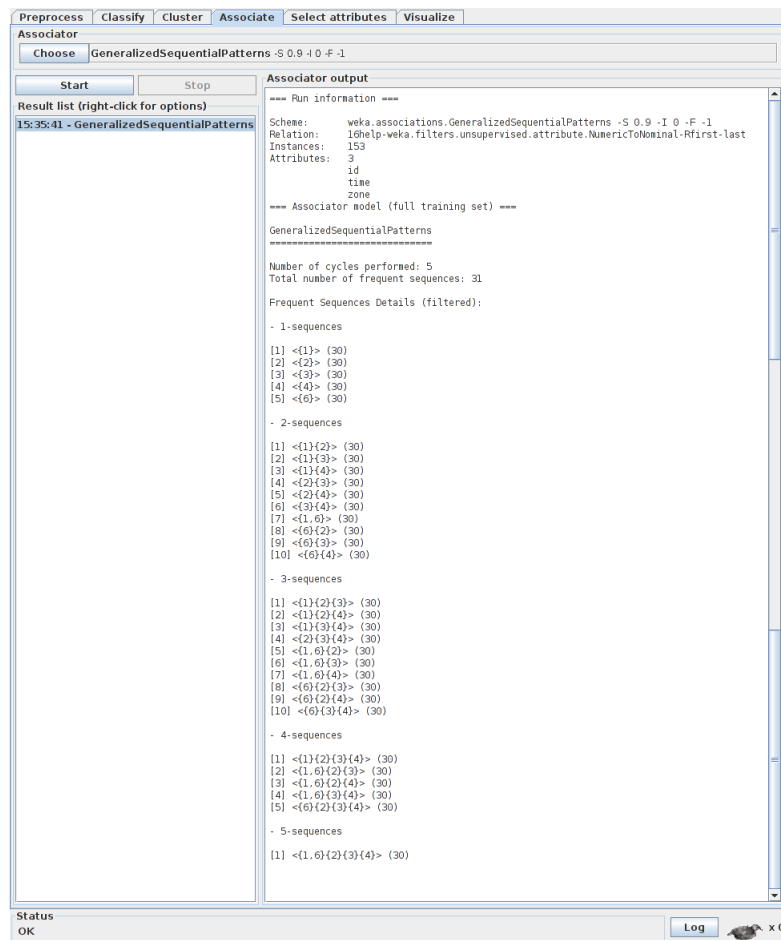 Preprocess Classify Cluster Associate Select attributes Visualize
Associator
Choose GeneralizedSequentialPatterns -S 0.9 -I 0 -F -1
Start Stop
Result list (right-click for options)
15:35:41 - GeneralizedSequentialPatterns
Associator output
=== Run information ===
Scheme: weka.associations.GeneralizedSequentialPatterns -S 0.9 -I 0 -F -1
Relation: 16help-weka.filters.unsupervised.attribute.NumericToNominal-Rfirst-last
Instances: 153
Attributes: 3
id
time
zone
=== Associator model (full training set) ===
GeneralizedSequentialPatterns
=============================
Number of cycles performed: 5
Total number of frequent sequences: 31
Frequent Sequences Details (filtered):
- 1-sequences
[1] <{1}> (30)
[2] <{2}> (30)
[3] <{3}> (30)
[4] <{4}> (30)
[5] <{6}> (30)
- 2-sequences
[1] <{1}{2}> (30)
[2] <{1}{3}> (30)
[3] <{1}{4}> (30)
[4] <{2}{3}> (30)
[5] <{2}{4}> (30)
[6] <{3}{4}> (30)
[7] <{1,6}> (30)
[8] <{6}{2}> (30)
[9] <{6}{3}> (30)
[10] <{6}{4}> (30)
- 3-sequences
[1] <{1}{2}{3}> (30)
[2] <{1}{2}{4}> (30)
[3] <{1}{3}{4}> (30)
[4] <{2}{3}{4}> (30)
[5] <{1,6}{2}> (30)
[6] <{1,6}{3}> (30)
[7] <{1,6}{4}> (30)
[8] <{6}{2}{3}> (30)
[9] <{6}{2}{4}> (30)
[10] <{6}{3}{4}> (30)
- 4-sequences
[1] <{1}{2}{3}{4}> (30)
[2] <{1,6}{2}{3}> (30)
[3] <{1,6}{2}{4}> (30)
[4] <{1,6}{3}{4}> (30)
[5] <{6}{2}{3}{4}> (30)
- 5-sequences
[1] <{1,6}{2}{3}{4}> (30)
Status
OK
Log
x 0